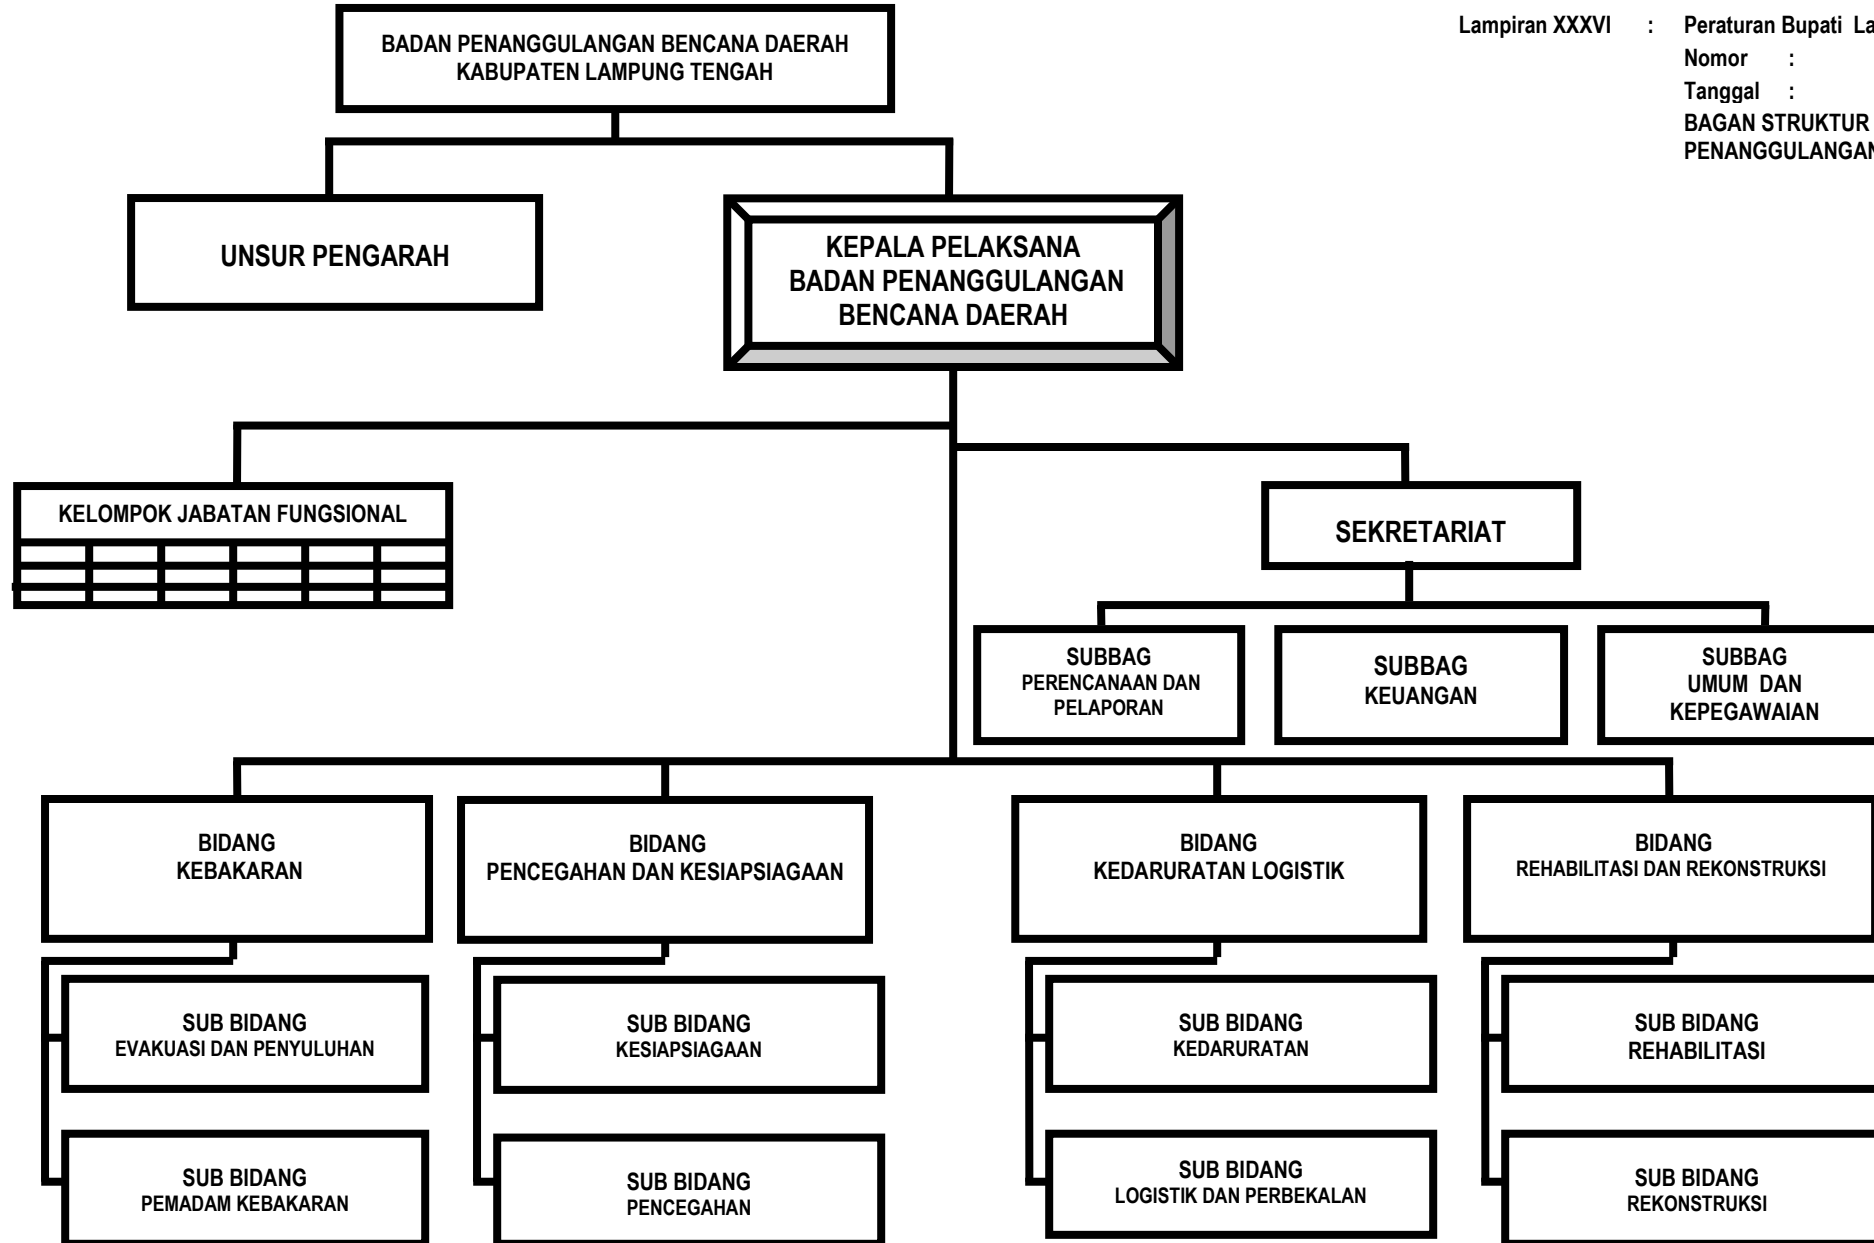 BADAN PENANGGULANGAN BENCANA DAERAH
KABUPATEN LAMPUNG TENGAH
Lampiran XXXVI : Peraturan Bupati La
Nomor :
Tanggal :
BAGAN STRUKTUR
PENANGGULANGAN
UNSUR PENGARAH
KEPALA PELAKSANA
BADAN PENANGGULANGAN
BENCANA DAERAH
KELOMPOK JABATAN FUNGSIONAL
SEKRETARIAT
SUBBAG
PERENCANAAN DAN
PELAPORAN
SUBBAG
KEUANGAN
SUBBAG
UMUM DAN
KEPEGAWAIAN
BIDANG
KEBAKARAN
BIDANG
PENCEGAHAN DAN KESIAPSIAGAAN
BIDANG
KEDARURATAN LOGISTIK
BIDANG
REHABILITASI DAN REKONSTRUKSI
SUB BIDANG
EVAKUASI DAN PENYULUHAN
SUB BIDANG
KESIAPSIAGAAN
SUB BIDANG
KEDARURATAN
SUB BIDANG
REHABILITASI
SUB BIDANG
PEMADAM KEBAKARAN
SUB BIDANG
PENCEGAHAN
SUB BIDANG
LOGISTIK DAN PERBEKALAN
SUB BIDANG
REKONSTRUKSI